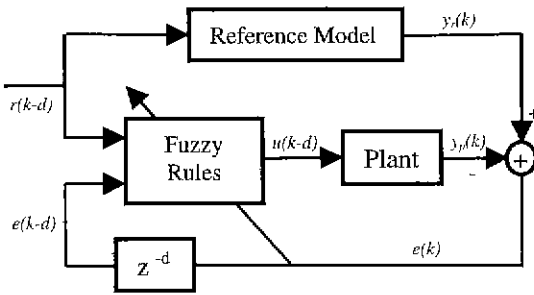 Reference Model
y_r(k)
r(k-d)
+
Fuzzy
Rules
u(k-d)
Plant
y_p(k)
+
-
e(k-d)
z^-d
e(k)